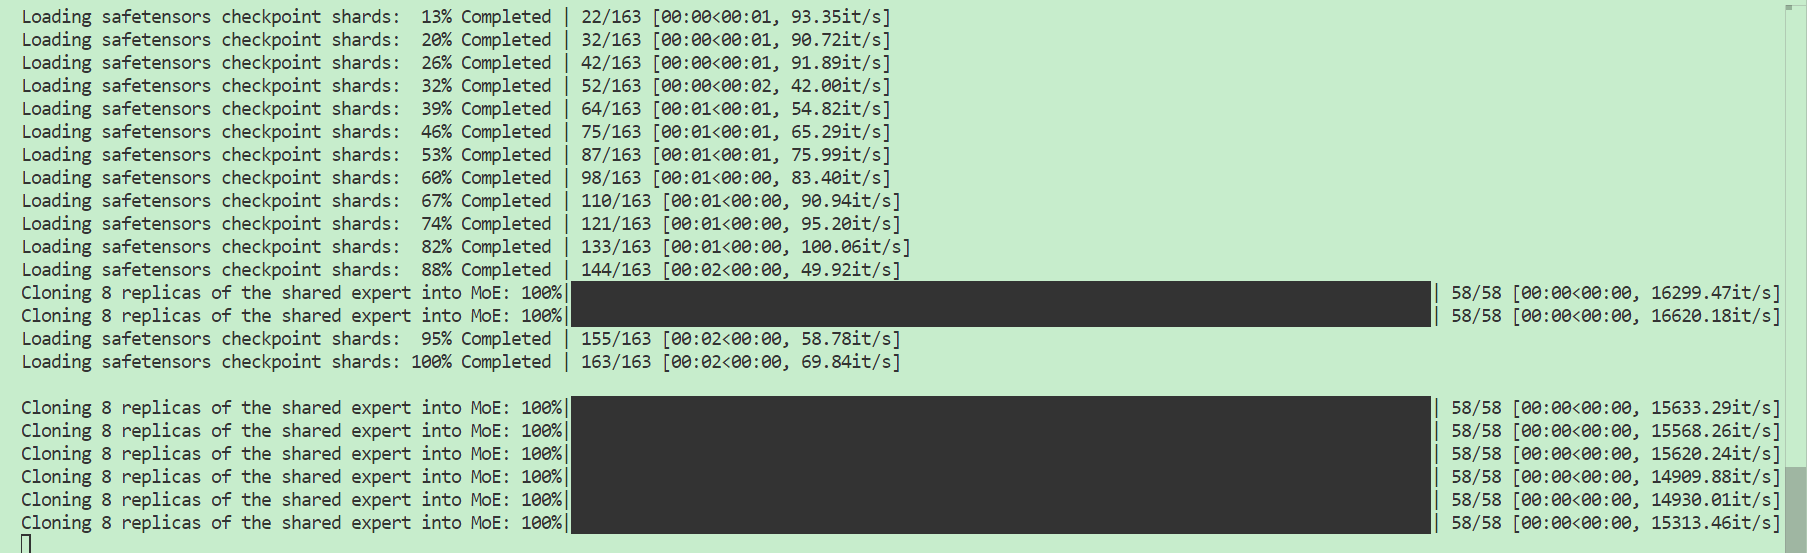 Loading safetensors checkpoint shards:  13% Completed | 22/163 [00:00<00:01, 93.35it/s]
Loading safetensors checkpoint shards:  20% Completed | 32/163 [00:00<00:01, 90.72it/s]
Loading safetensors checkpoint shards:  26% Completed | 42/163 [00:00<00:01, 91.89it/s]
Loading safetensors checkpoint shards:  32% Completed | 52/163 [00:00<00:02, 42.00it/s]
Loading safetensors checkpoint shards:  39% Completed | 64/163 [00:01<00:01, 54.82it/s]
Loading safetensors checkpoint shards:  46% Completed | 75/163 [00:01<00:01, 65.29it/s]
Loading safetensors checkpoint shards:  53% Completed | 87/163 [00:01<00:01, 75.99it/s]
Loading safetensors checkpoint shards:  60% Completed | 98/163 [00:01<00:00, 83.40it/s]
Loading safetensors checkpoint shards:  67% Completed | 110/163 [00:01<00:00, 90.94it/s]
Loading safetensors checkpoint shards:  74% Completed | 121/163 [00:01<00:00, 95.20it/s]
Loading safetensors checkpoint shards:  82% Completed | 133/163 [00:01<00:00, 100.06it/s]
Loading safetensors checkpoint shards:  88% Completed | 144/163 [00:02<00:00, 49.92it/s]
Cloning 8 replicas of the shared expert into MoE: 100%| | 58/58 [00:00<00:00, 16299.47it/s]
Cloning 8 replicas of the shared expert into MoE: 100%| | 58/58 [00:00<00:00, 16620.18it/s]
Loading safetensors checkpoint shards:  95% Completed | 155/163 [00:02<00:00, 58.78it/s]
Loading safetensors checkpoint shards: 100% Completed | 163/163 [00:02<00:00, 69.84it/s]
Cloning 8 replicas of the shared expert into MoE: 100%| | 58/58 [00:00<00:00, 15633.29it/s]
Cloning 8 replicas of the shared expert into MoE: 100%| | 58/58 [00:00<00:00, 15568.26it/s]
Cloning 8 replicas of the shared expert into MoE: 100%| | 58/58 [00:00<00:00, 15620.24it/s]
Cloning 8 replicas of the shared expert into MoE: 100%| | 58/58 [00:00<00:00, 14909.88it/s]
Cloning 8 replicas of the shared expert into MoE: 100%| | 58/58 [00:00<00:00, 14930.01it/s]
Cloning 8 replicas of the shared expert into MoE: 100%| | 58/58 [00:00<00:00, 15313.46it/s]